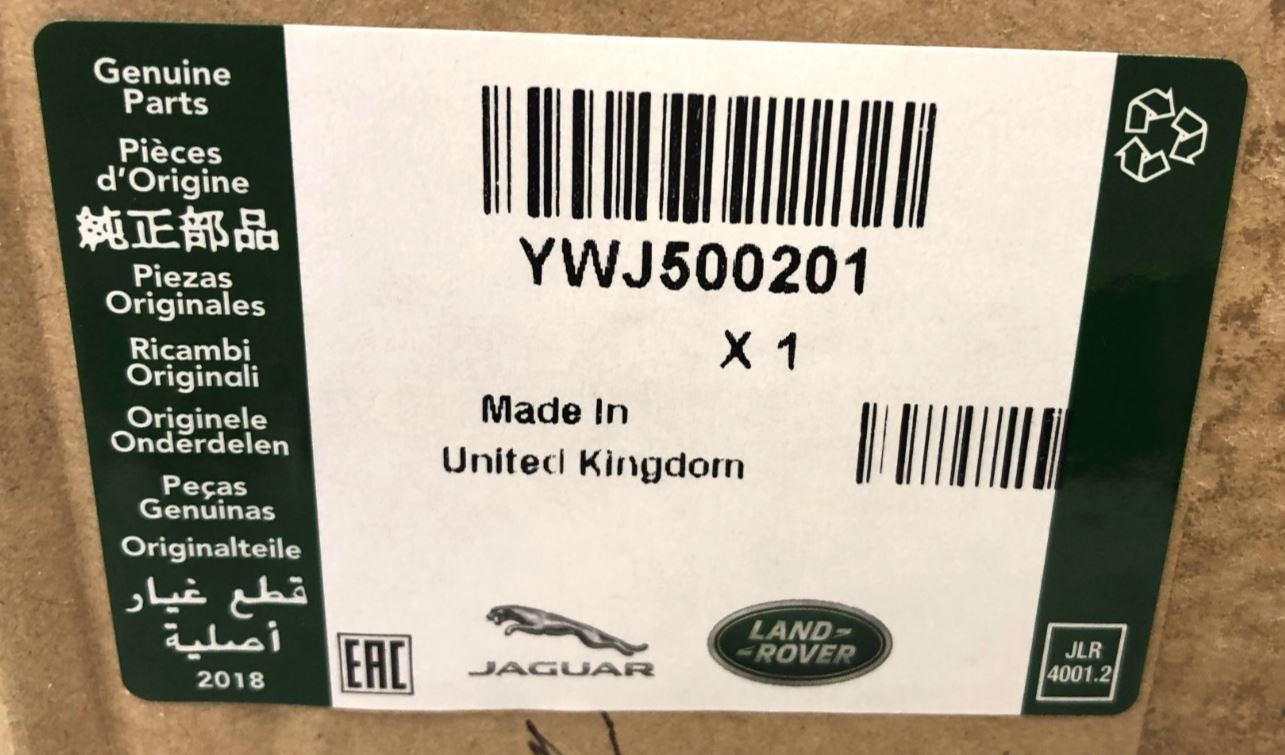 Genuine
Parts
Pièces
d'Origine
純正部品
Piezas
Originales
Ricambi
Originali
Originele
Onderdelen
Peças
Genuinas
Originalteile
قطع غيار
أصلية
2018
YWJ500201
X 1
Made In
United Kingdom
EAC
JAGUAR
LAND-
-ROVER
JLR
4001.2